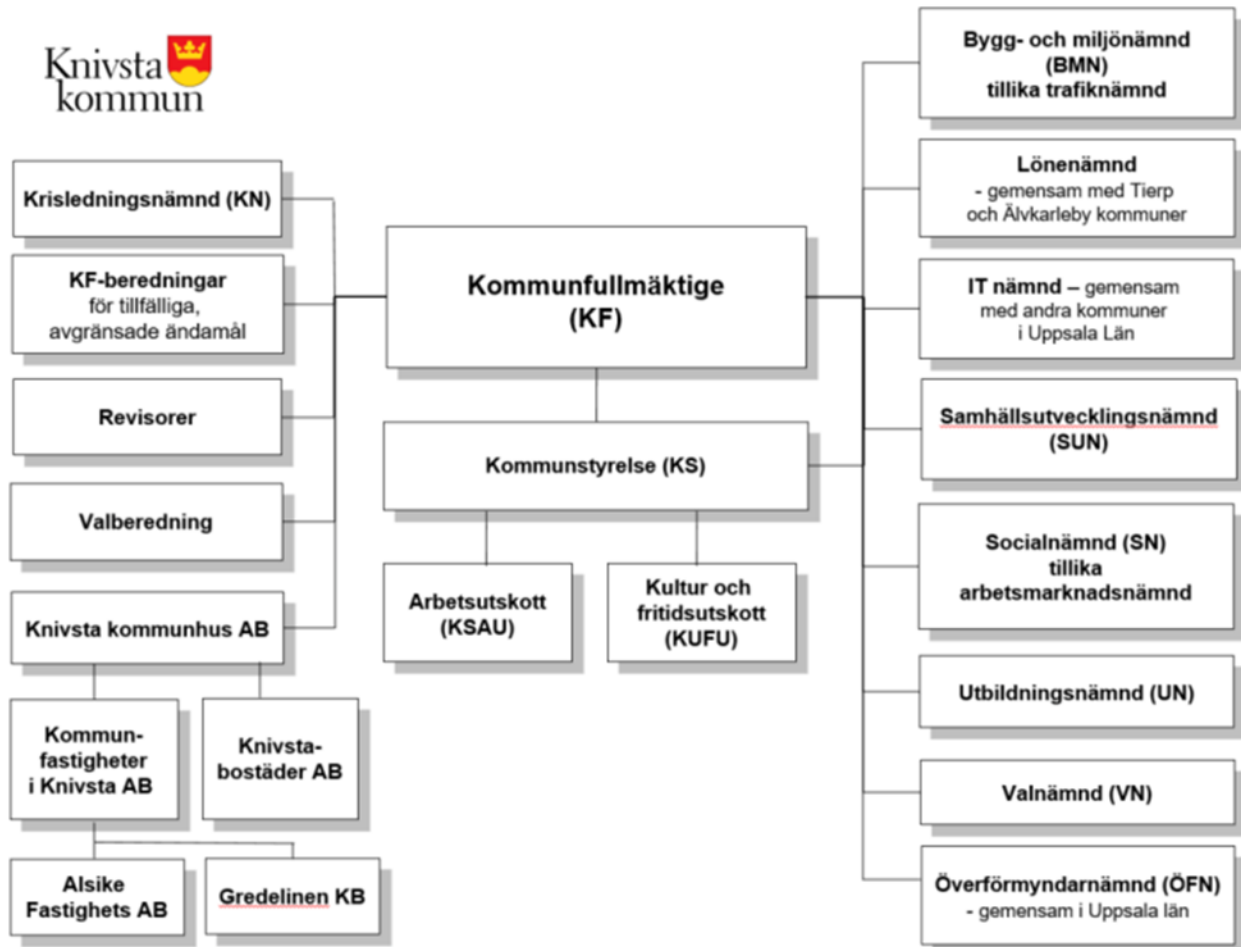 Knivsta
kommun
Krisledningsnämnd (KN)
KF-beredningar
för tillfälliga,
avgränsade ändamål
Revisorer
Valberedning
Knivsta kommunhus AB
Kommun-
fastigheter
i Knivsta AB
Knivsta-
bostäder AB
Alsike
Fastighets AB
Gredelinen KB
Kommunfullmäktige
(KF)
Kommunstyrelse (KS)
Arbetsutskott
(KSAU)
Kultur och
fritidsutskott
(KUFU)
Bygg- och miljönämnd
(BMN)
tillika trafiknämnd
Lönenämnd
- gemensam med Tierp
och Älvkarleby kommuner
IT nämnd – gemensam
med andra kommuner
i Uppsala Län
Samhällsutvecklingsnämnd
(SUN)
Socialnämnd (SN)
tillika
arbetsmarknadsnämnd
Utbildningsnämnd (UN)
Valnämnd (VN)
Överförmyndarnämnd (ÖFN)
- gemensam i Uppsala län